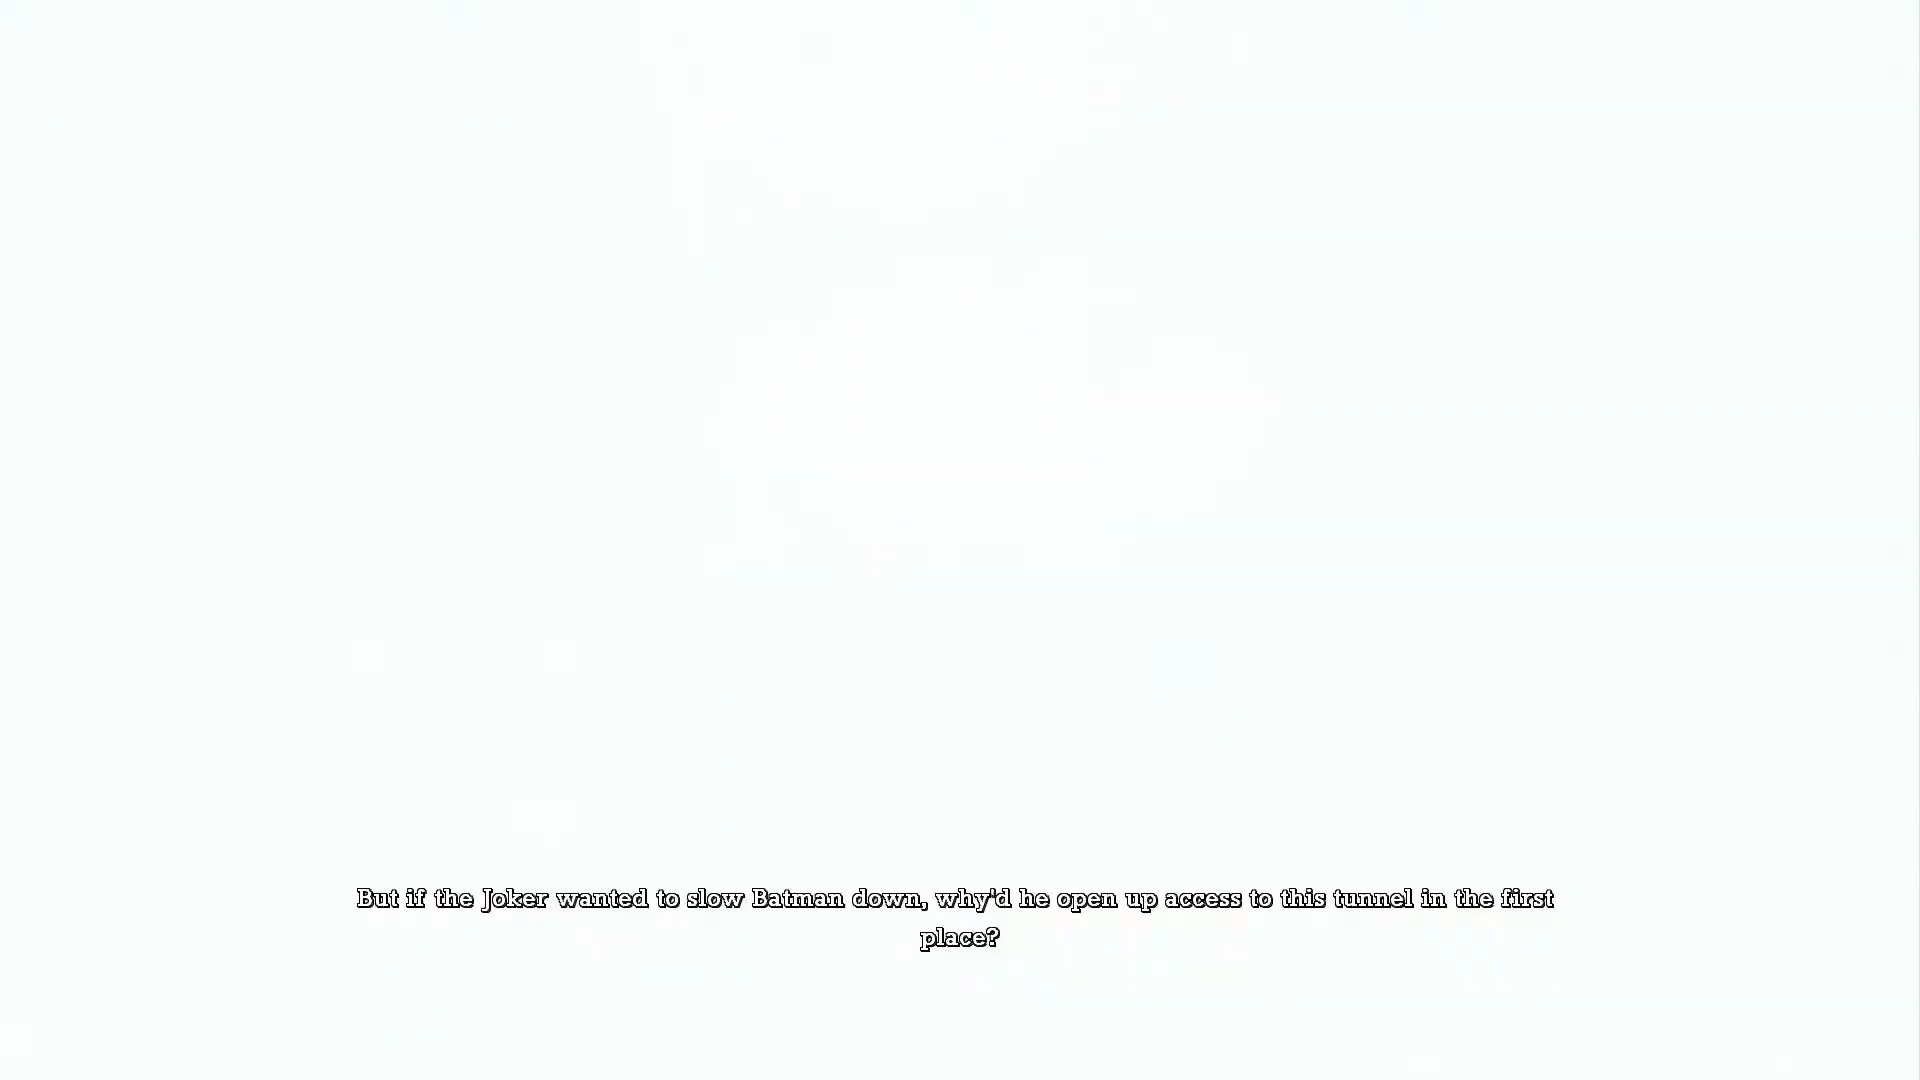 But if the Joker wanted to slow Batman down, why'd he open up access to this tunnel in the first
place?